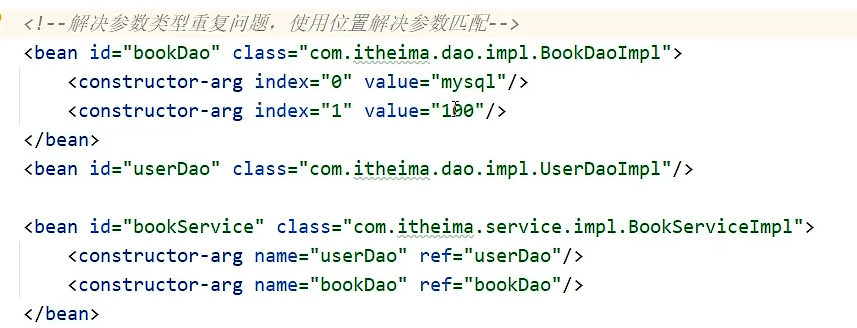 <!--解决参数类型重复问题，使用位置解决参数匹配-->
<bean id="bookDao" class="com.itheima.dao.impl.BookDaoImpl">
    <constructor-arg index="0" value="mysql"/>
    <constructor-arg index="1" value="100"/>
</bean>
<bean id="userDao" class="com.itheima.dao.impl.UserDaoImpl"/>
<bean id="bookService" class="com.itheima.service.impl.BookServiceImpl">
    <constructor-arg name="userDao" ref="userDao"/>
    <constructor-arg name="bookDao" ref="bookDao"/>
</bean>